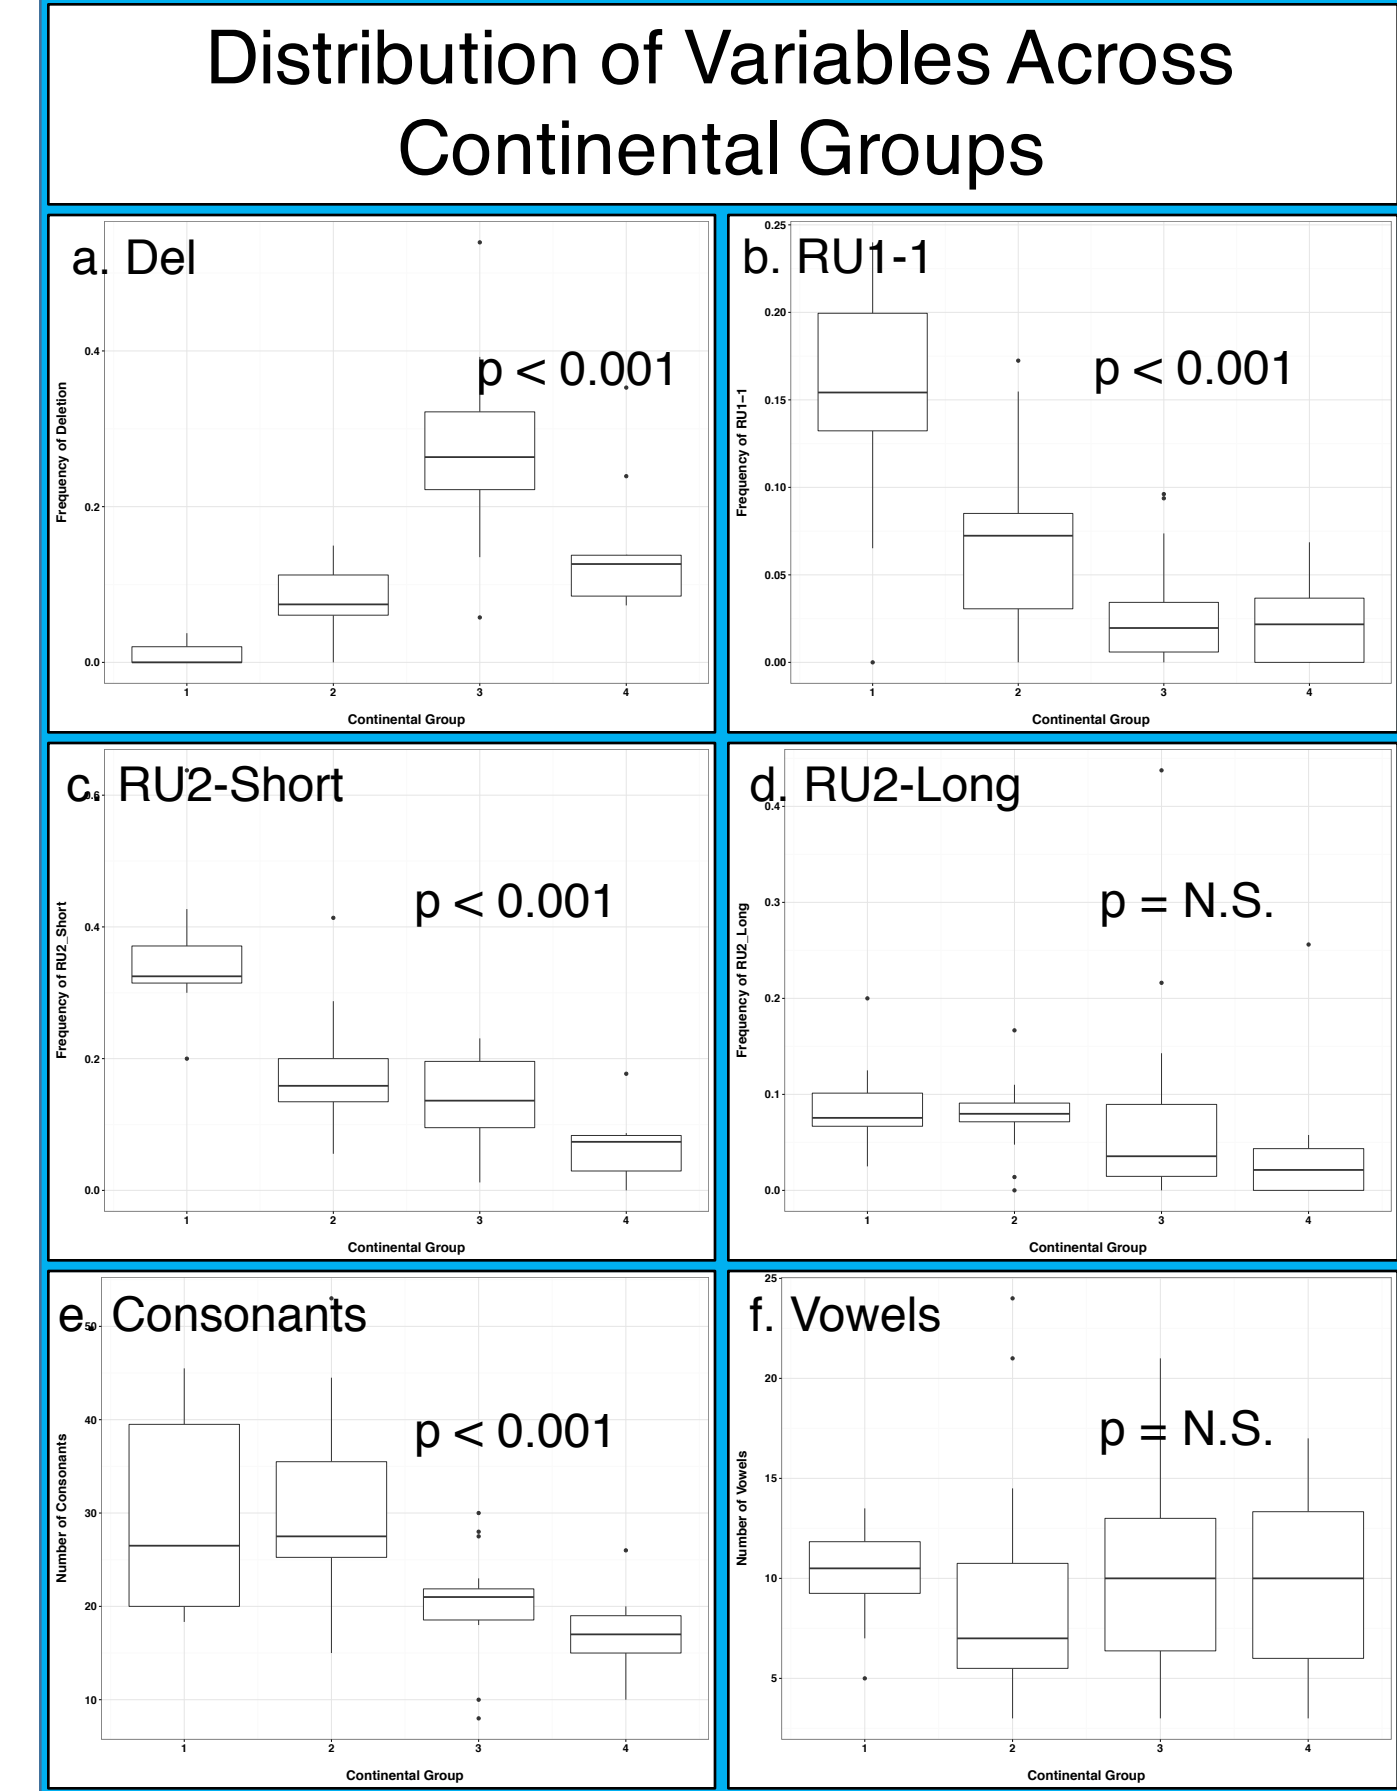 Distribution of Variables Across
Continental Groups
a. Del
p < 0.001
Frequency of Deletion
0.4
0.2
0.0
1 2 3 4
Continental Group
b. RU1-1
p < 0.001
Frequency of RU1−1
0.25
0.20
0.15
0.10
0.05
0.00
1 2 3 4
Continental Group
c. RU2-Short
p < 0.001
Frequency of RU2_Short
0.6
0.4
0.2
0.0
1 2 3 4
Continental Group
d. RU2-Long
p = N.S.
Frequency of RU2_Long
0.4
0.3
0.2
0.1
0.0
1 2 3 4
Continental Group
e. Consonants
p < 0.001
Number of Consonants
50
40
30
20
10
1 2 3 4
Continental Group
f. Vowels
p = N.S.
Number of Vowels
25
20
15
10
5
1 2 3 4
Continental Group